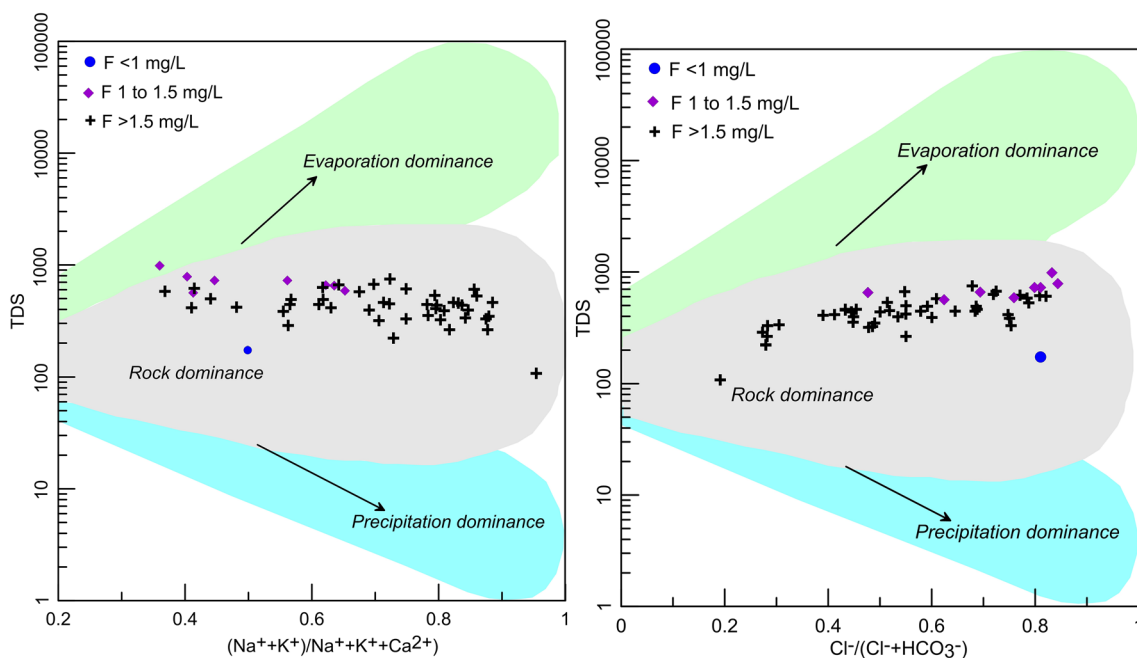 100000
10000
1000
100
10
1
TDS
F <1 mg/L
F 1 to 1.5 mg/L
F >1.5 mg/L
Evaporation dominance
Rock dominance
Precipitation dominance
0.2 0.4 0.6 0.8 1
(Na⁺+K⁺)/Na⁺+K⁺+Ca²⁺)
100000
10000
1000
100
10
1
TDS
F <1 mg/L
F 1 to 1.5 mg/L
F >1.5 mg/L
Evaporation dominance
Rock dominance
Precipitation dominance
0 0.2 0.4 0.6 0.8 1
Cl⁻/(Cl⁻+HCO₃⁻)